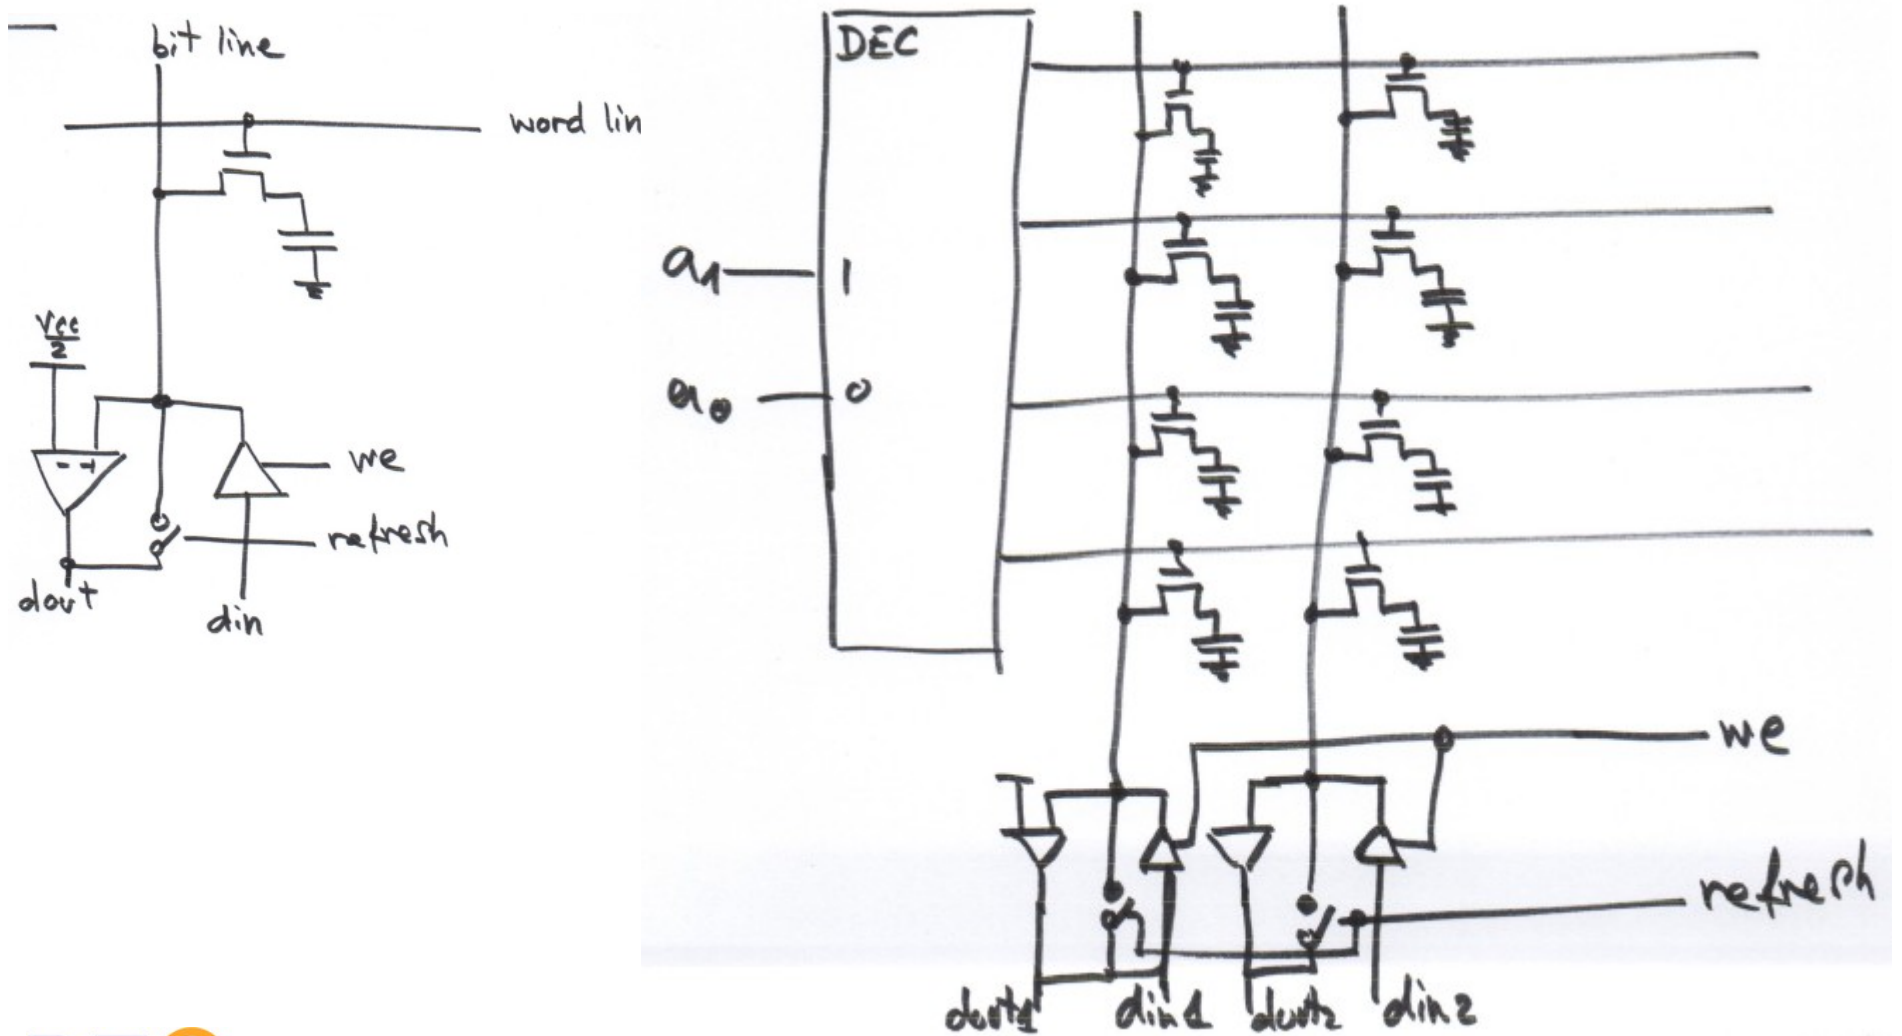 bit line
word lin
Vcc
2
- +
we
refresh
dout
din
DEC
a1
1
a0
0
we
refresh
dout1
din1
dout2
din2